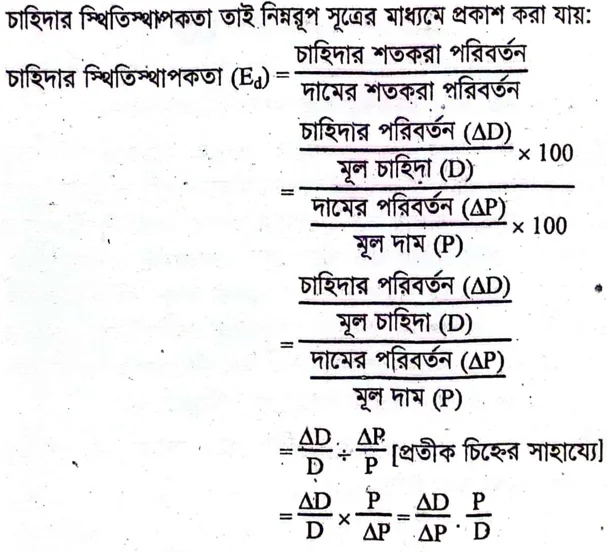 চাহিদার স্থিতিস্থাপকতা তাই নিম্নরূপ সূত্রের মাধ্যমে প্রকাশ করা যায়:
চাহিদার স্থিতিস্থাপকতা (E_d) = চাহিদার শতকরা পরিবর্তন / দামের শতকরা পরিবর্তন
= (চাহিদার পরিবর্তন (ΔD) / মূল চাহিদা (D) × 100) / (দামের পরিবর্তন (ΔP) / মূল দাম (P) × 100)
= (চাহিদার পরিবর্তন (ΔD) / মূল চাহিদা (D)) / (দামের পরিবর্তন (ΔP) / মূল দাম (P))
= ΔD/D ÷ ΔP/P [প্রতীক চিহ্নের সাহায্যে]
= ΔD/D × P/ΔP = ΔD/ΔP · P/D